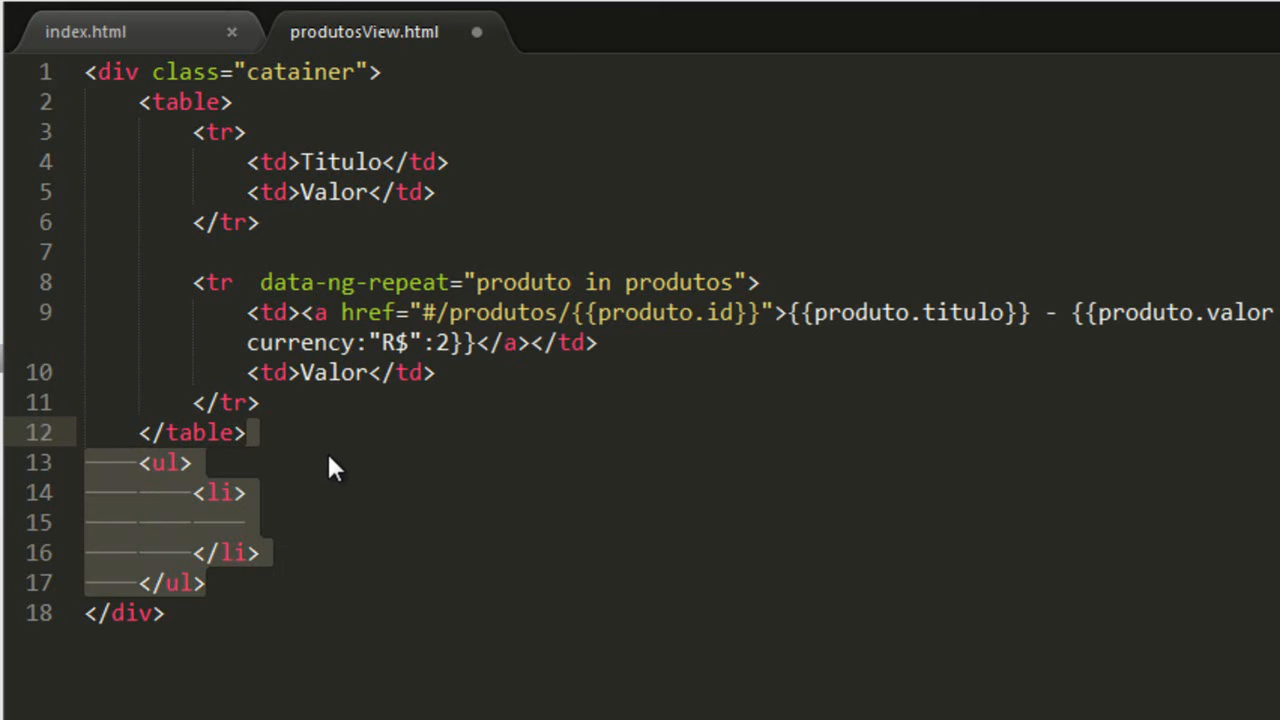 index.html ×
produtosView.html
1 <div class="catainer">
2 <table>
3 <tr>
4 <td>Titulo</td>
5 <td>Valor</td>
6 </tr>
7
8 <tr  data-ng-repeat="produto in produtos">
9 <td><a href="#/produtos/{{produto.id}}">{{produto.titulo}} - {{produto.valor
currency:"R$":2}}</a></td>
10 <td>Valor</td>
11 </tr>
12 </table>
13 <ul>
14 <li>
15
16 </li>
17 </ul>
18 </div>